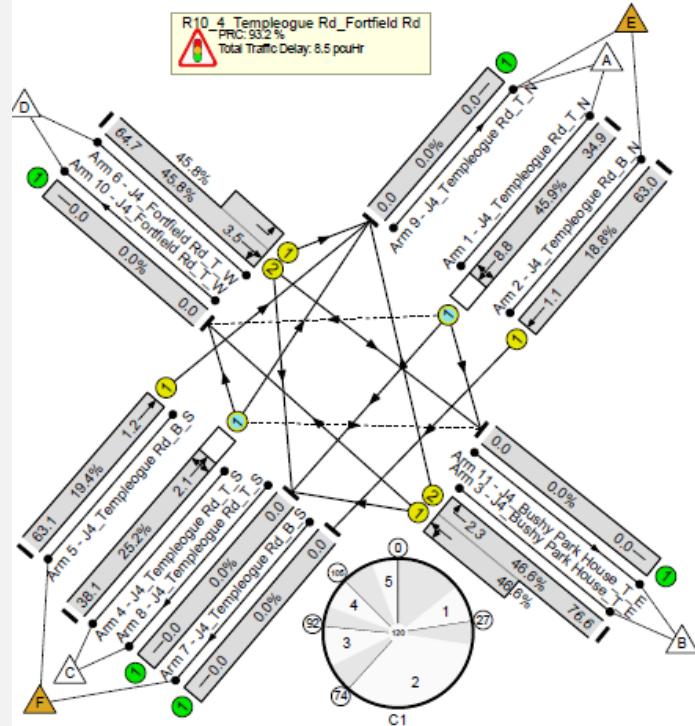 R10_4_Templeogue Rd_Fortfield Rd
PRC: 93.2 %
Total Traffic Delay: 8.5 pcuHr
E
A
D
1
1
0.0
0.0%
0.0
Arm 9 - J4_Templeogue Rd_T_N
34.9
45.9%
8.8
Arm 1 - J4_Templeogue Rd_T_N
63.0
18.8%
1.1
Arm 2 - J4_Templeogue Rd_B_N
64.7
45.8%
45.8%
3.5
Arm 6 - J4_Fortfield Rd_T_W
Arm 10 - J4_Fortfield Rd_T_W
0.0
0.0%
0.0
1
2
1
1
1
1
1.2
19.4%
63.1
Arm 5 - J4_Templeogue Rd_B_S
2.1
25.2%
38.1
Arm 4 - J4_Templeogue Rd_T_S
Arm 8 - J4_Templeogue Rd_T_S
0.0
0.0%
0.0
Arm 7 - J4_Templeogue Rd_B_S
0.0
0.0%
0.0
2
1
0.0
0.0%
0.0
Arm 11 - J4_Bushy Park House_T_E
Arm 3 - J4_Bushy Park House_T_E
2.3
46.6%
46.6%
76.6
1
B
C
F
1
1
0
105
92
74
27
5
4
3
1
2
120
C1